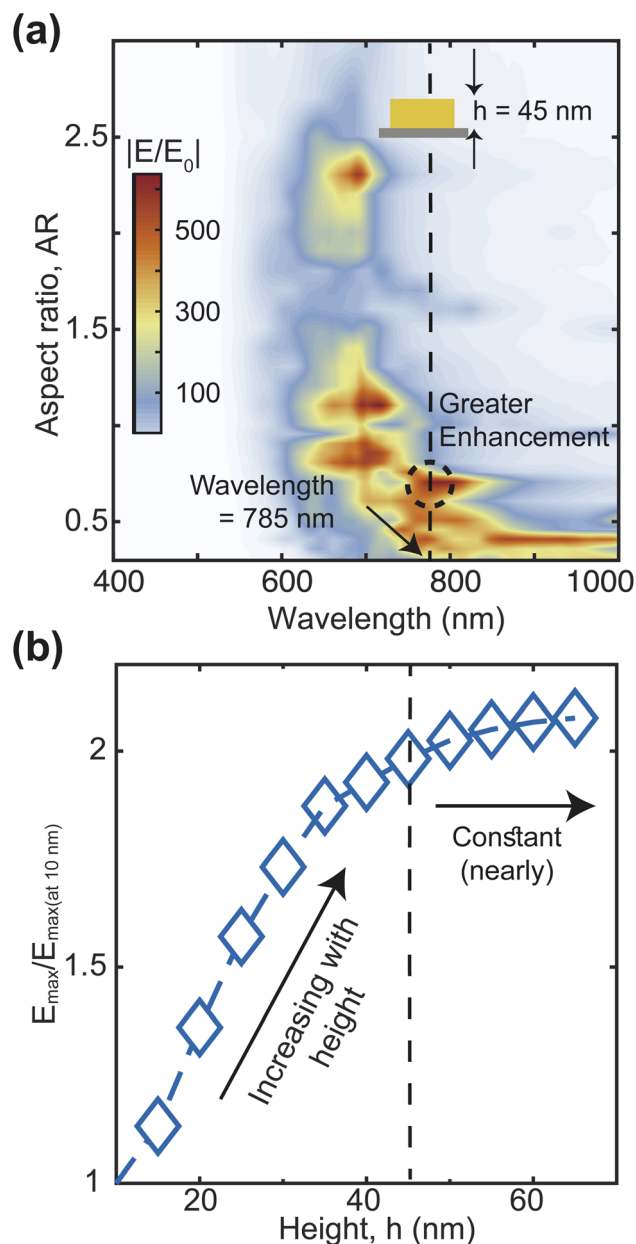 (a)
2.5
1.5
0.5
Aspect ratio, AR
|E/E₀|
500
300
100
h = 45 nm
Greater
Enhancement
Wavelength
= 785 nm
400
600
800
1000
Wavelength (nm)
(b)
2
1.5
1
E_max/E_max(at 10 nm)
Constant
(nearly)
Increasing with
height
20
40
60
Height, h (nm)